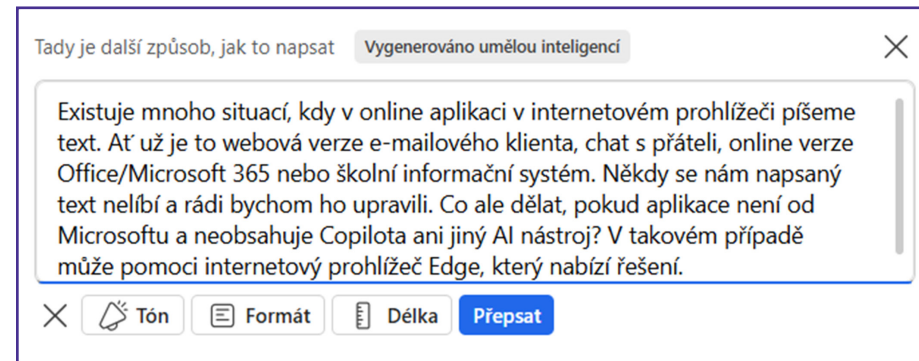 Tady je další způsob, jak to napsat Vygenerováno umělou inteligencí
Existuje mnoho situací, kdy v online aplikaci v internetovém prohlížeči píšeme
text. Ať už je to webová verze e-mailového klienta, chat s přáteli, online verze
Office/Microsoft 365 nebo školní informační systém. Někdy se nám napsaný
text nelíbí a rádi bychom ho upravili. Co ale dělat, pokud aplikace není od
Microsoftu a neobsahuje Copilota ani jiný AI nástroj? V takovém případě
může pomoci internetový prohlížeč Edge, který nabízí řešení.
Tón Formát Délka Přepsat